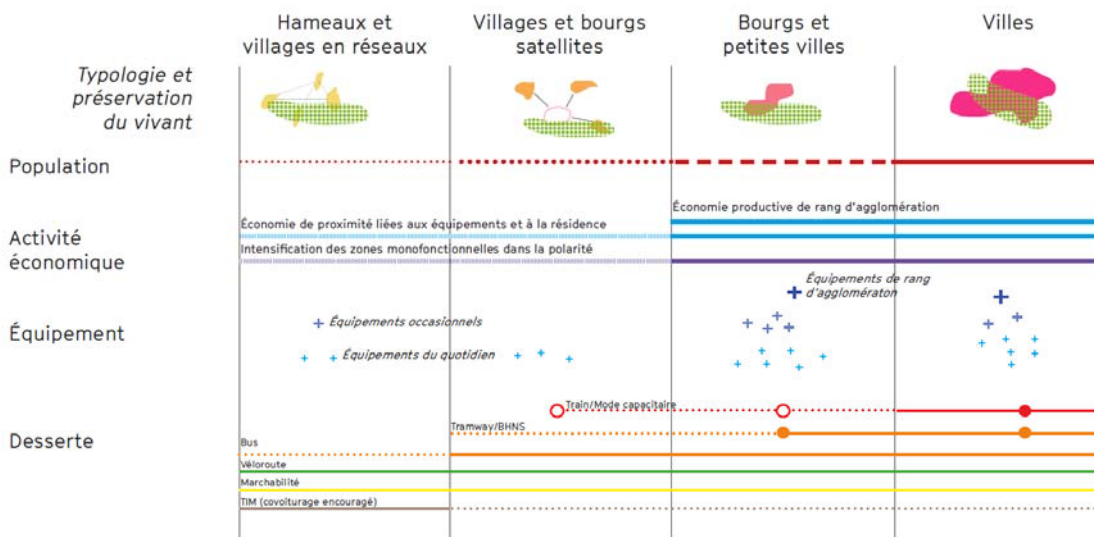 Hameaux et
villages en réseaux
Villages et bourgs
satellites
Bourgs et
petites villes
Villes
Typologie et
préservation
du vivant
Population
Économie productive de rang d'agglomération
Économie de proximité liées aux équipements et à la résidence
Activité
économique
Intensification des zones monofonctionnelles dans la polarité
Équipements de rang
d'agglomératon
Équipement
Équipements occasionnels
Équipements du quotidien
Train/Mode capacitaire
Desserte
Tramway/BHNS
Bus
Véloroute
Marchabilité
TIM (covoiturage encouragé)